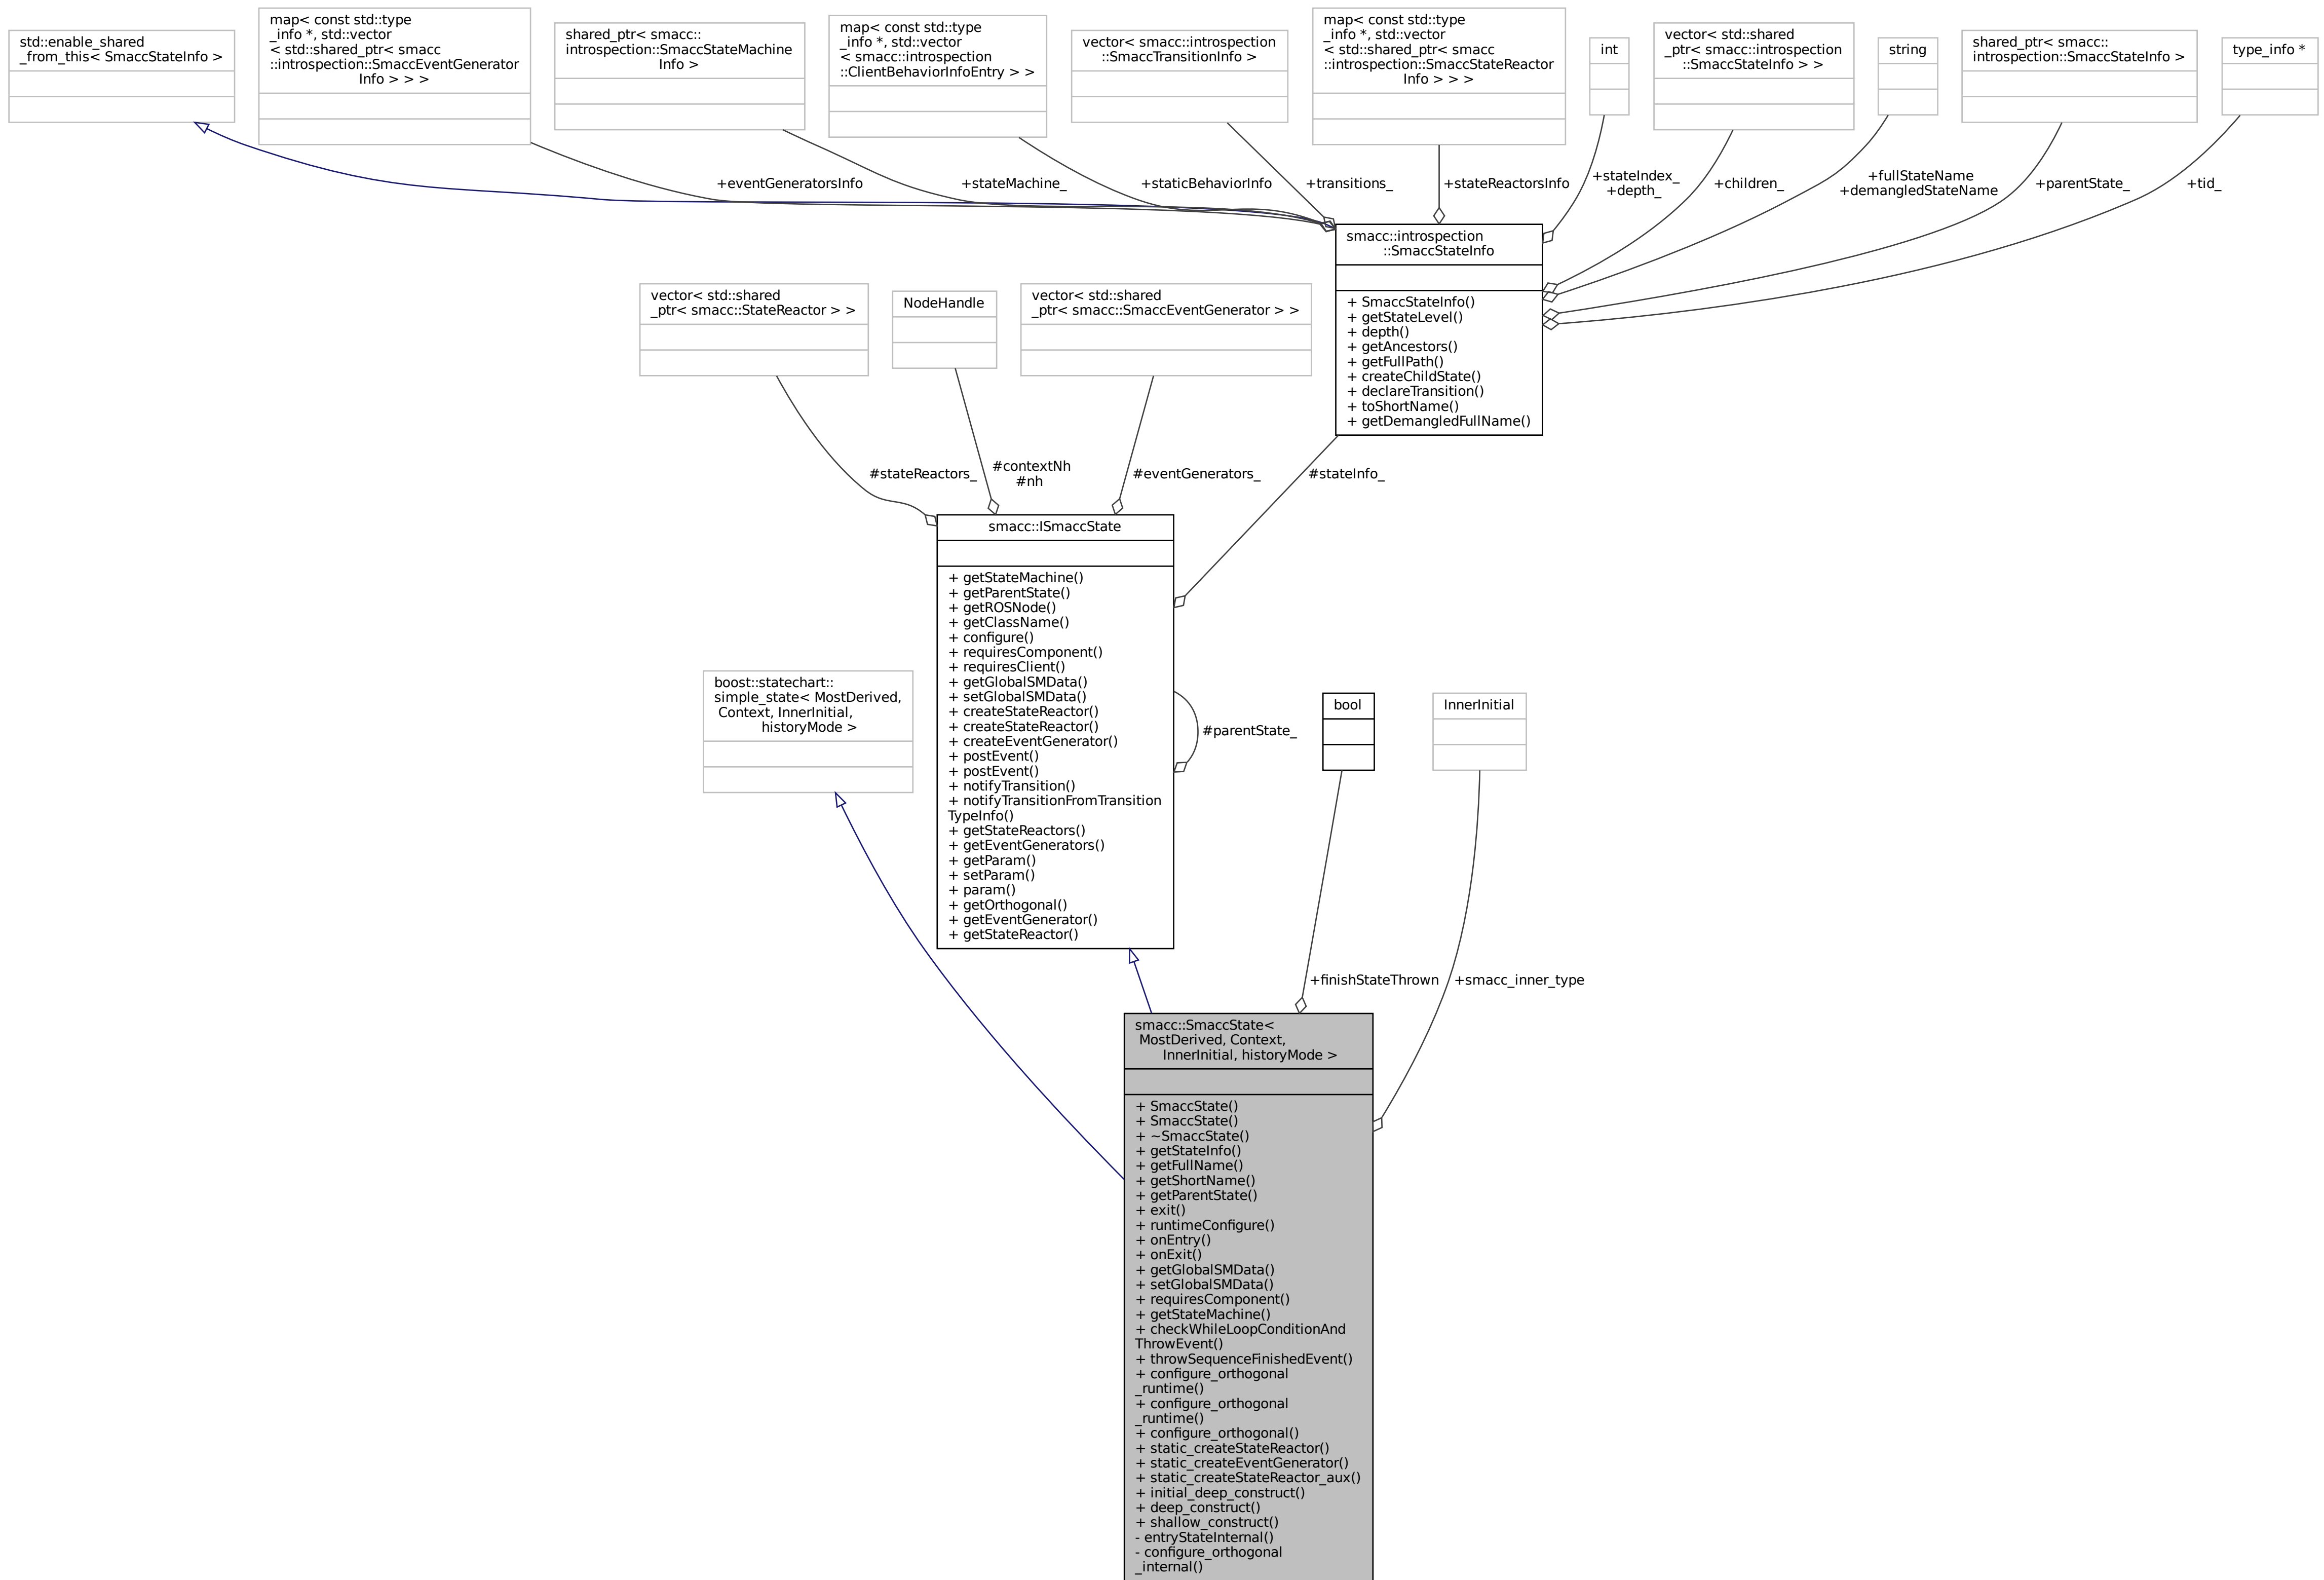 std::enable_shared
_from_this< SmaccStateInfo >
map< const std::type
_info *, std::vector
< std::shared_ptr< smacc
::introspection::SmaccEventGenerator
Info > > >
shared_ptr< smacc::
introspection::SmaccStateMachine
Info >
map< const std::type
_info *, std::vector
< smacc::introspection
::ClientBehaviorInfoEntry > >
vector< smacc::introspection
::SmaccTransitionInfo >
map< const std::type
_info *, std::vector
< std::shared_ptr< smacc
::introspection::SmaccStateReactor
Info > > >
int
vector< std::shared
_ptr< smacc::introspection
::SmaccStateInfo > >
string
shared_ptr< smacc::
introspection::SmaccStateInfo >
type_info *
+eventGeneratorsInfo
+stateMachine_
+staticBehaviorInfo
+transitions_
+stateReactorsInfo
+stateIndex_
+depth_
+children_
+fullStateName
+demangledStateName
+parentState_
+tid_
smacc::introspection
::SmaccStateInfo
+ SmaccStateInfo()
+ getStateLevel()
+ depth()
+ getAncestors()
+ getFullPath()
+ createChildState()
+ declareTransition()
+ toShortName()
+ getDemangledFullName()
vector< std::shared
_ptr< smacc::StateReactor > >
NodeHandle
vector< std::shared
_ptr< smacc::SmaccEventGenerator > >
#stateReactors_
#contextNh
#nh
#eventGenerators_
#stateInfo_
smacc::ISmaccState
+ getStateMachine()
+ getParentState()
+ getROSNode()
+ getClassName()
+ configure()
+ requiresComponent()
+ requiresClient()
+ getGlobalSMData()
+ setGlobalSMData()
+ createStateReactor()
+ createStateReactor()
+ createEventGenerator()
+ postEvent()
+ postEvent()
+ notifyTransition()
+ notifyTransitionFromTransition
TypeInfo()
+ getStateReactors()
+ getEventGenerators()
+ getParam()
+ setParam()
+ param()
+ getOrthogonal()
+ getEventGenerator()
+ getStateReactor()
#parentState_
boost::statechart::
simple_state< MostDerived,
Context, InnerInitial,
historyMode >
bool
InnerInitial
+finishStateThrown
+smacc_inner_type
smacc::SmaccState<
MostDerived, Context,
InnerInitial, historyMode >
+ SmaccState()
+ SmaccState()
+ ~SmaccState()
+ getStateInfo()
+ getFullName()
+ getShortName()
+ getParentState()
+ exit()
+ runtimeConfigure()
+ onEntry()
+ onExit()
+ getGlobalSMData()
+ setGlobalSMData()
+ requiresComponent()
+ getStateMachine()
+ checkWhileLoopConditionAnd
ThrowEvent()
+ throwSequenceFinishedEvent()
+ configure_orthogonal
_runtime()
+ configure_orthogonal
_runtime()
+ configure_orthogonal()
+ static_createStateReactor()
+ static_createEventGenerator()
+ static_createStateReactor_aux()
+ initial_deep_construct()
+ deep_construct()
+ shallow_construct()
- entryStateInternal()
- configure_orthogonal
_internal()